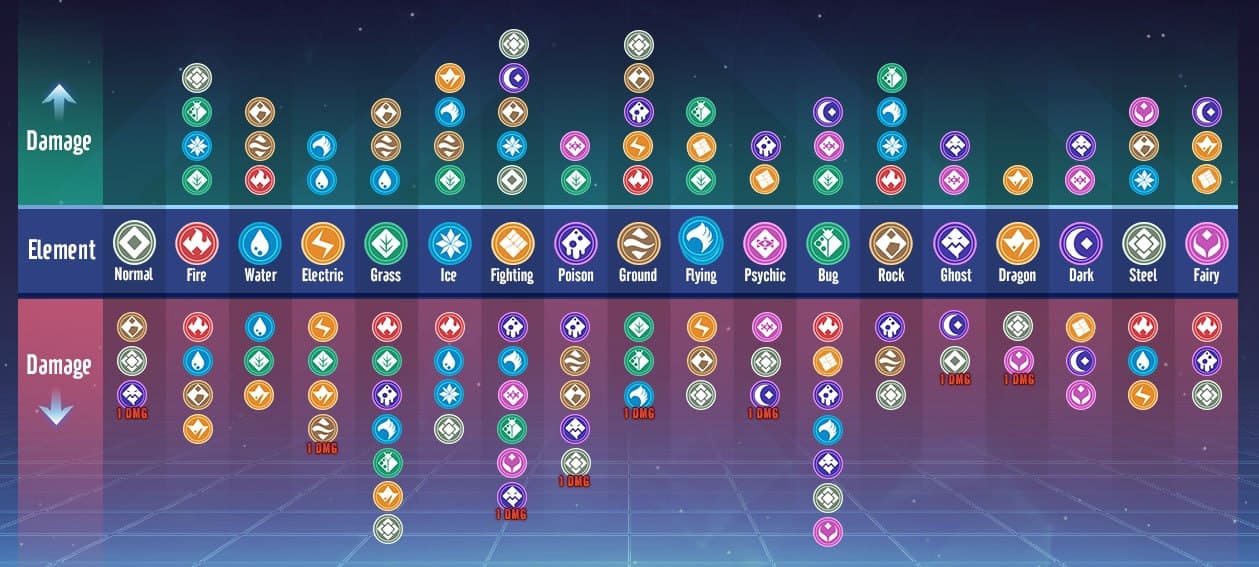 Damage
Element
Normal
Fire
Water
Electric
Grass
Ice
Fighting
Poison
Ground
Flying
Psychic
Bug
Rock
Ghost
Dragon
Dark
Steel
Fairy
Damage
1 DMG
1 DMG
1 DMG
1 DMG
1 DMG
1 DMG
1 DMG
1 DMG